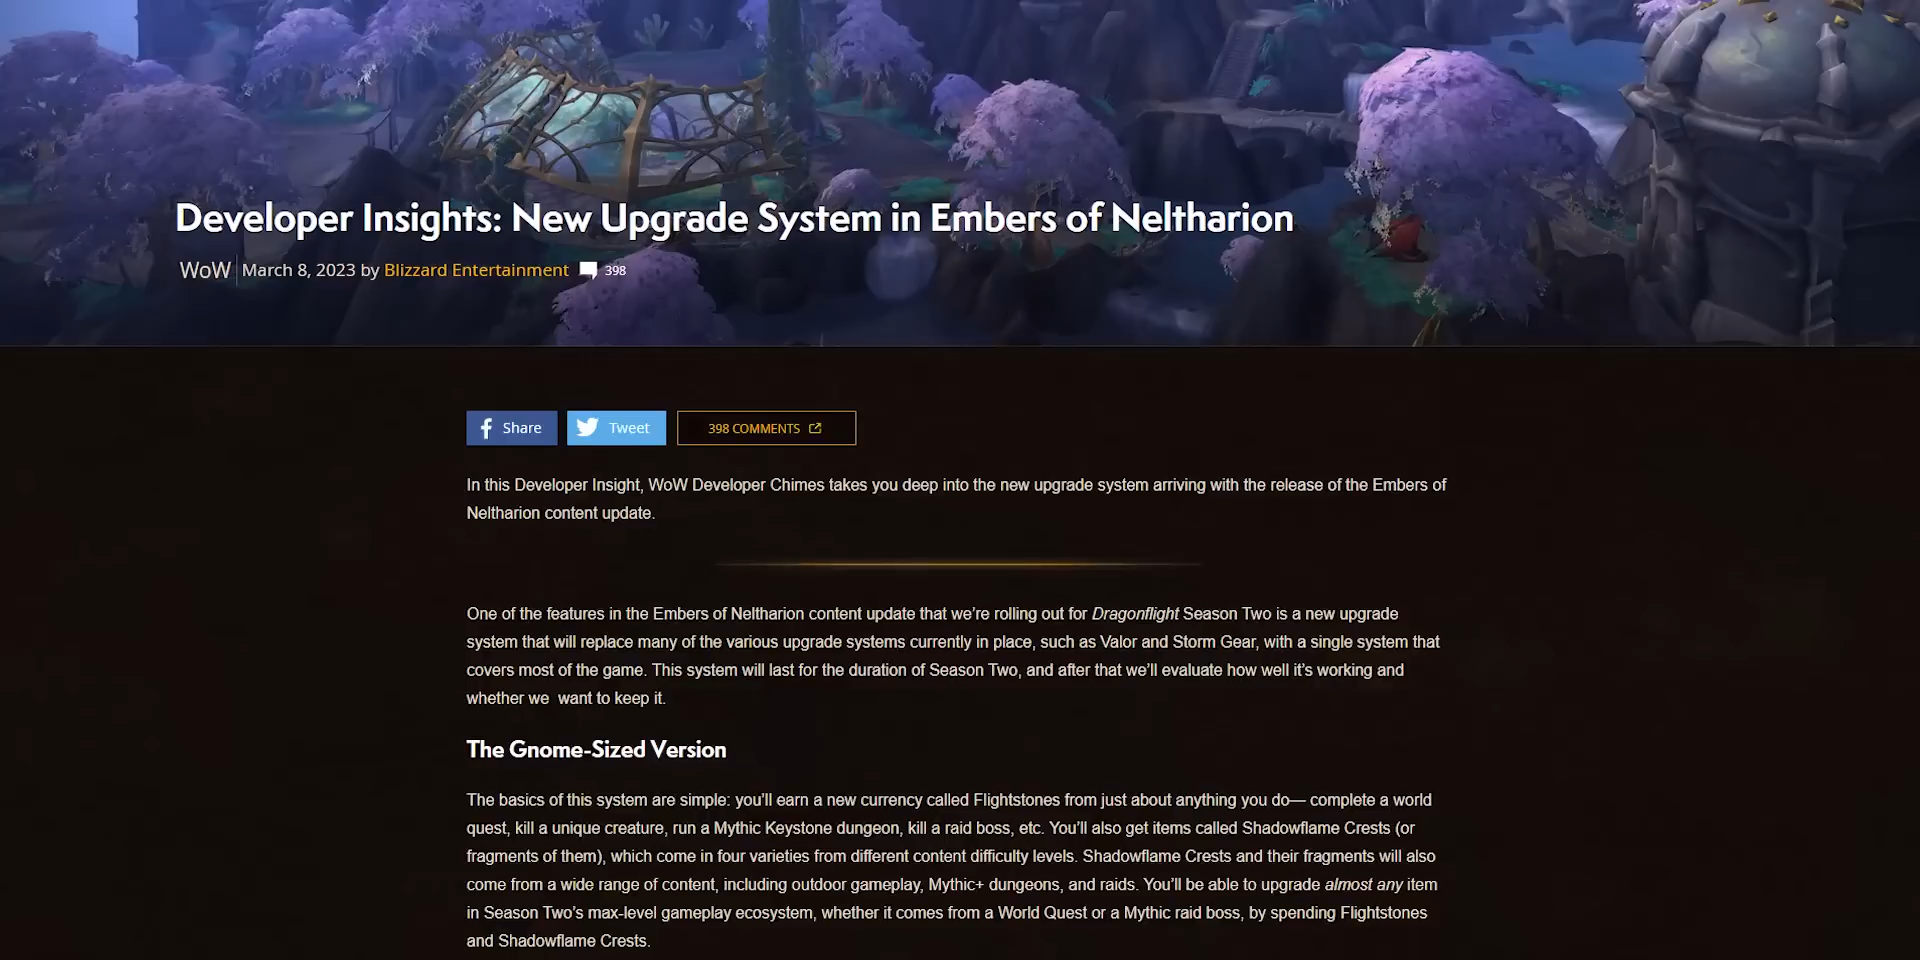 Developer Insights: New Upgrade System in Embers of Neltharion
WoW March 8, 2023 by Blizzard Entertainment 398
Share Tweet 398 COMMENTS
In this Developer Insight, WoW Developer Chimes takes you deep into the new upgrade system arriving with the release of the Embers of
Neltharion content update.
One of the features in the Embers of Neltharion content update that we’re rolling out for Dragonflight Season Two is a new upgrade
system that will replace many of the various upgrade systems currently in place, such as Valor and Storm Gear, with a single system that
covers most of the game. This system will last for the duration of Season Two, and after that we’ll evaluate how well it’s working and
whether we  want to keep it.
The Gnome-Sized Version
The basics of this system are simple: you’ll earn a new currency called Flightstones from just about anything you do— complete a world
quest, kill a unique creature, run a Mythic Keystone dungeon, kill a raid boss, etc. You’ll also get items called Shadowflame Crests (or
fragments of them), which come in four varieties from different content difficulty levels. Shadowflame Crests and their fragments will also
come from a wide range of content, including outdoor gameplay, Mythic+ dungeons, and raids. You’ll be able to upgrade almost any item
in Season Two’s max-level gameplay ecosystem, whether it comes from a World Quest or a Mythic raid boss, by spending Flightstones
and Shadowflame Crests.